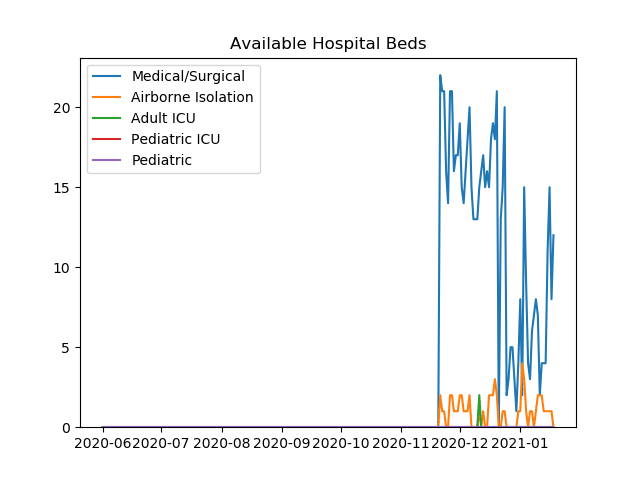 Available Hospital Beds
Medical/Surgical
Airborne Isolation
Adult ICU
Pediatric ICU
Pediatric
20
15
10
5
0
2020-06 2020-07 2020-08 2020-09 2020-10 2020-11 2020-12 2021-01